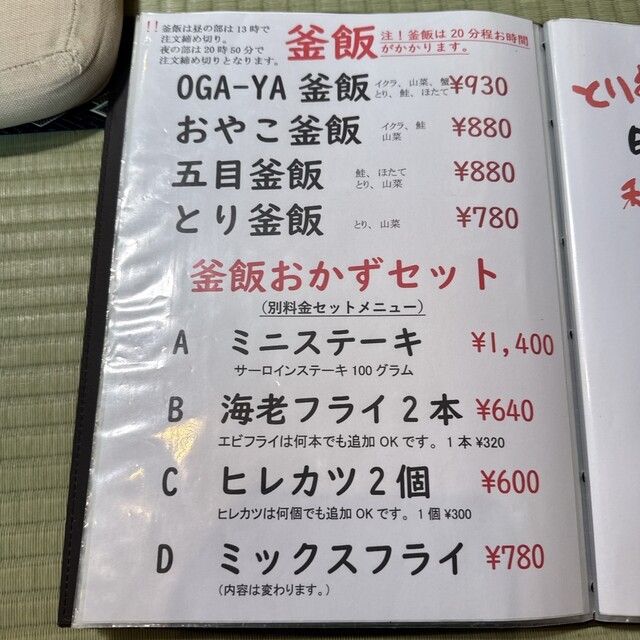 !! 釜飯は昼の部は13時で
注文締め切り。
夜の部は20時50分で
注文締め切りとなります。
釜飯
注！釜飯は20分程お時間
がかかります。
OGA-YA 釜飯 イクラ、山菜、蟹 ¥930
とり、鮭、ほたて
おやこ釜飯 イクラ、鮭 ¥880
山菜
五目釜飯 鮭、ほたて ¥880
とり、山菜
とり釜飯 とり、山菜 ¥780
釜飯おかずセット
（別料金セットメニュー）
A ミニステーキ ¥1,400
サーロインステーキ100グラム
B 海老フライ2本 ¥640
エビフライは何本でも追加OKです。1本¥320
C ヒレカツ2個 ¥600
ヒレカツは何個でも追加OKです。1個¥300
D ミックスフライ ¥780
（内容は変わります。）
とり